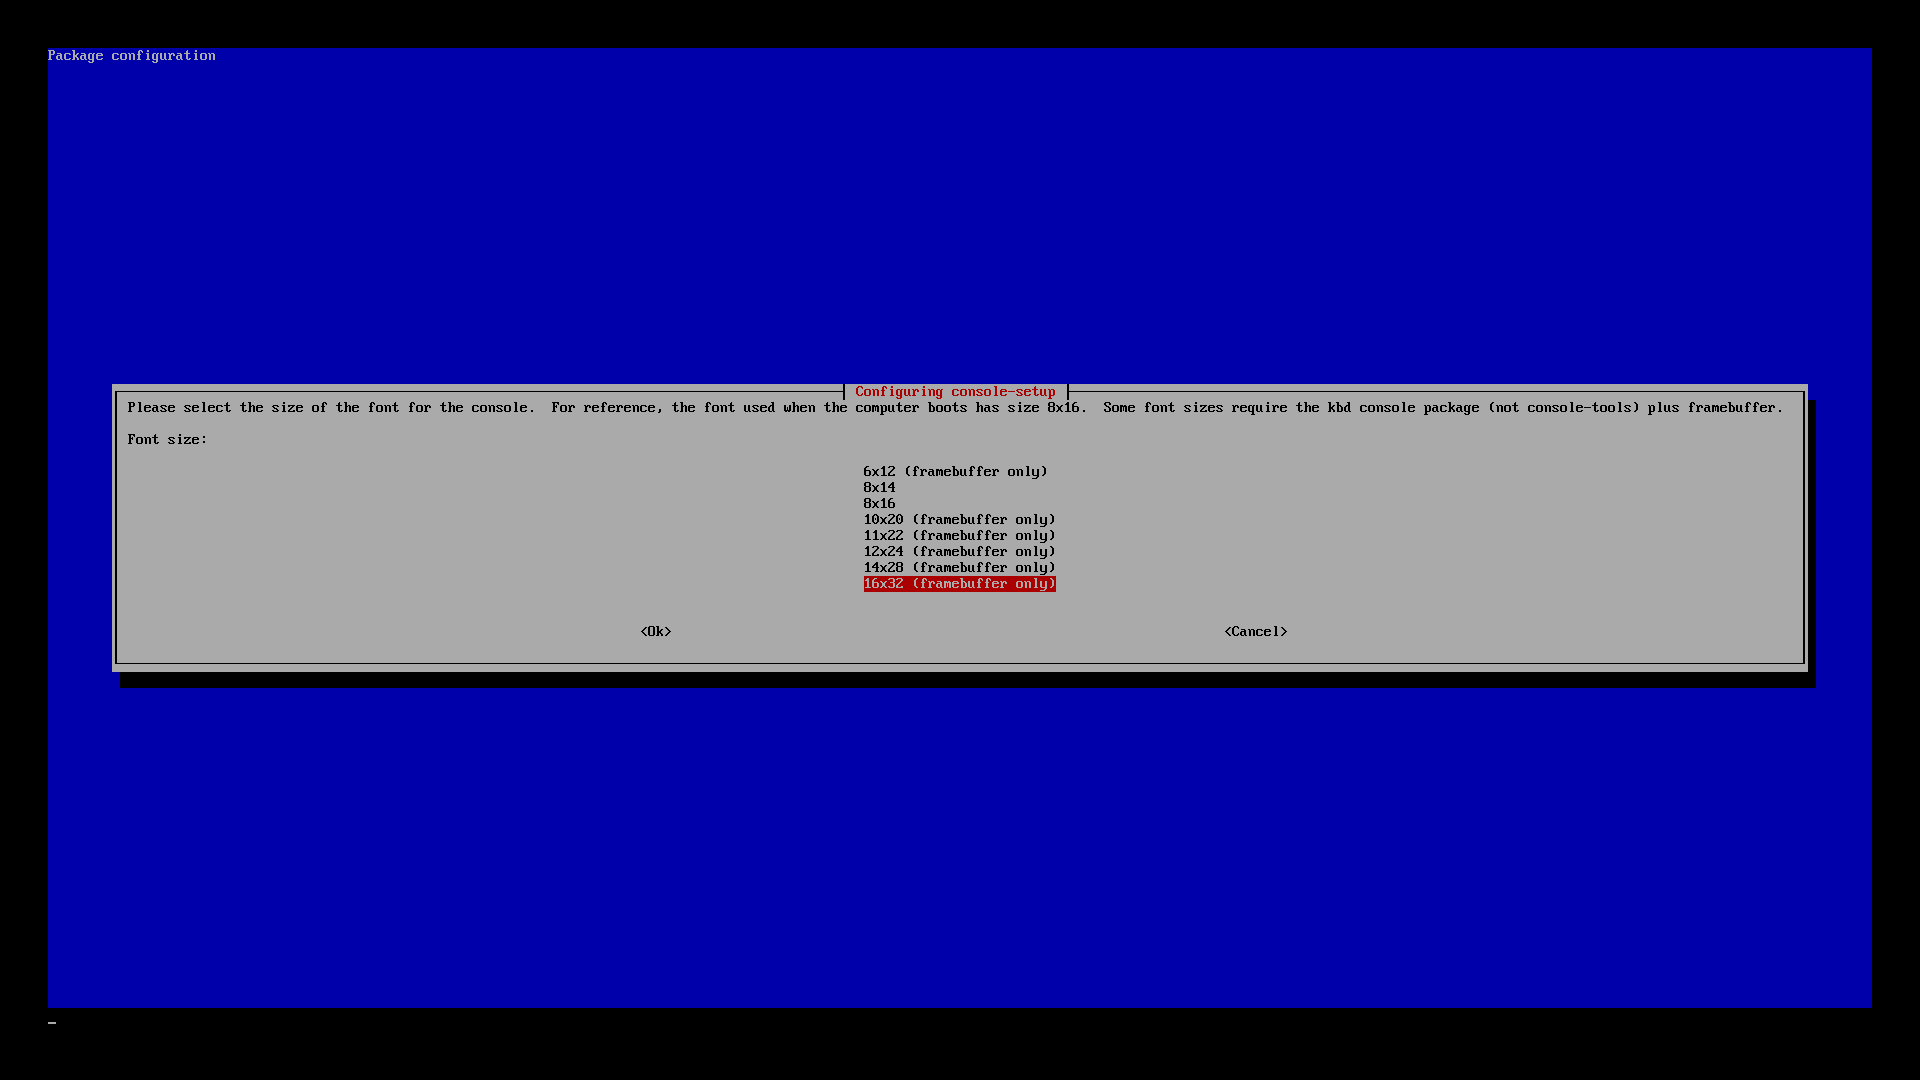 Package configuration
Configuring console-setup
Please select the size of the font for the console.  For reference, the font used when the computer boots has size 8x16.  Some font sizes require the kbd console package (not console-tools) plus framebuffer.
Font size:
6x12 (framebuffer only)
8x14
8x16
10x20 (framebuffer only)
11x22 (framebuffer only)
12x24 (framebuffer only)
14x28 (framebuffer only)
16x32 (framebuffer only)
<Ok> <Cancel>